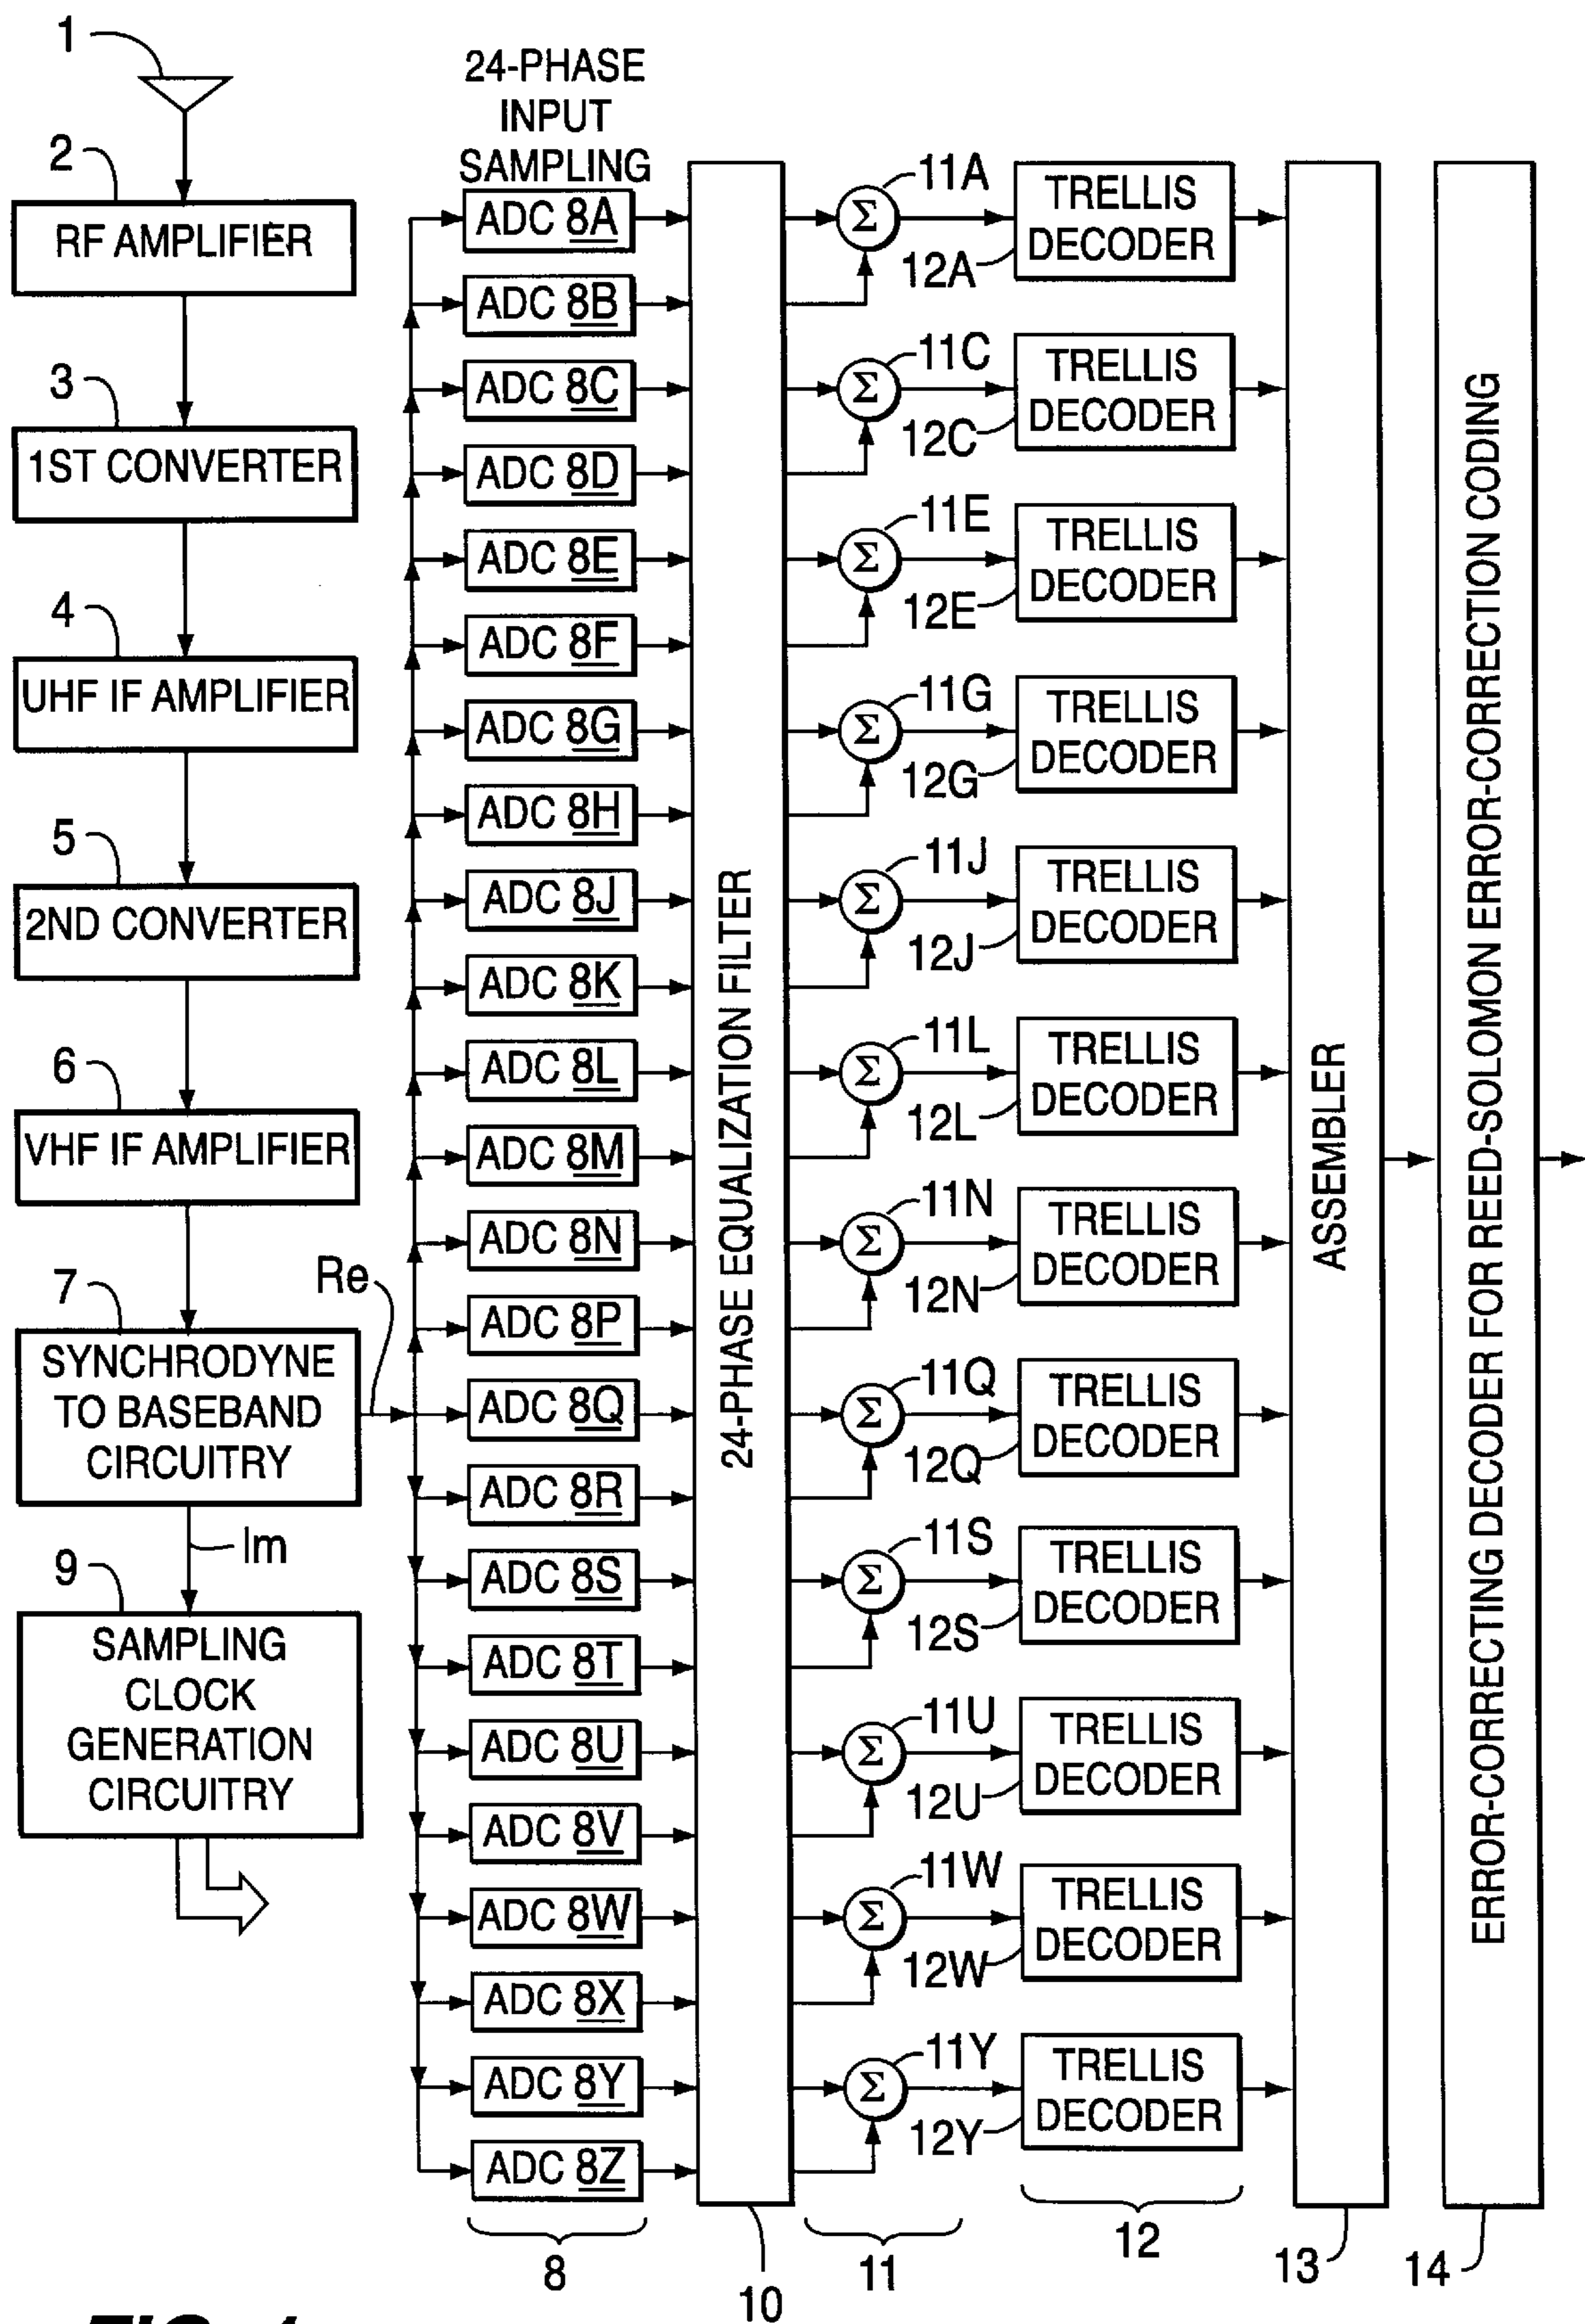 1
2
RF AMPLIFIER
3
1ST CONVERTER
4
UHF IF AMPLIFIER
5
2ND CONVERTER
6
VHF IF AMPLIFIER
7
SYNCHRODYNE
TO BASEBAND
CIRCUITRY
Re
Im
9
SAMPLING
CLOCK
GENERATION
CIRCUITRY
24-PHASE
INPUT
SAMPLING
ADC 8A
ADC 8B
ADC 8C
ADC 8D
ADC 8E
ADC 8F
ADC 8G
ADC 8H
ADC 8J
ADC 8K
ADC 8L
ADC 8M
ADC 8N
ADC 8P
ADC 8Q
ADC 8R
ADC 8S
ADC 8T
ADC 8U
ADC 8V
ADC 8W
ADC 8X
ADC 8Y
ADC 8Z
8
24-PHASE EQUALIZATION FILTER
10
Σ
11A
12A
TRELLIS
DECODER
Σ
11C
12C
TRELLIS
DECODER
Σ
11E
12E
TRELLIS
DECODER
Σ
11G
12G
TRELLIS
DECODER
Σ
11J
12J
TRELLIS
DECODER
Σ
11L
12L
TRELLIS
DECODER
Σ
11N
12N
TRELLIS
DECODER
Σ
11Q
12Q
TRELLIS
DECODER
Σ
11S
12S
TRELLIS
DECODER
Σ
11U
12U
TRELLIS
DECODER
Σ
11W
12W
TRELLIS
DECODER
Σ
11Y
12Y
TRELLIS
DECODER
11
12
ASSEMBLER
13
ERROR-CORRECTING DECODER FOR REED-SOLOMON ERROR-CORRECTION CODING
14